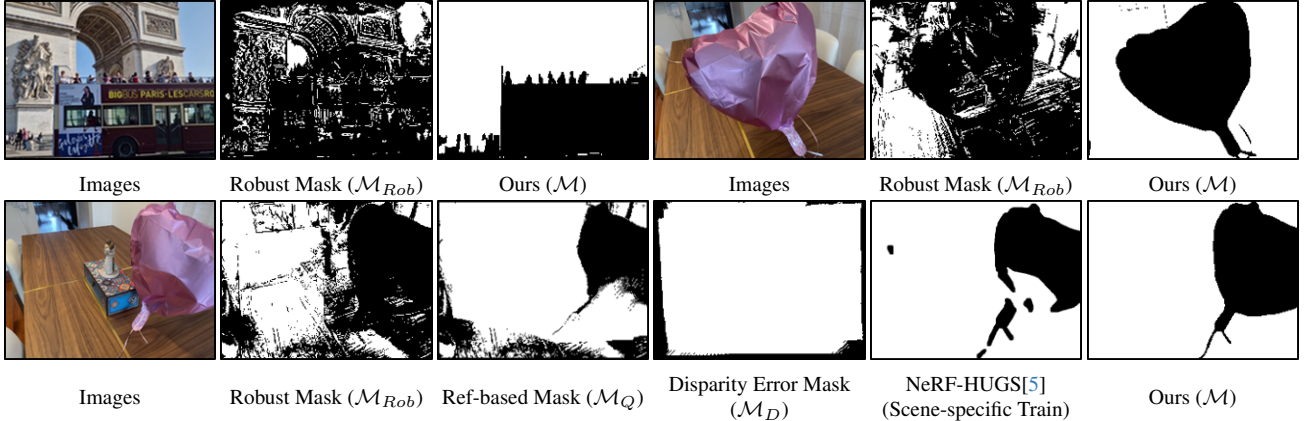 BIGBUS PARIS-LESCARSRO
Images
Robust Mask (M_Rob)
Ours (M)
Images
Robust Mask (M_Rob)
Ours (M)
Images
Robust Mask (M_Rob)
Ref-based Mask (M_Q)
Disparity Error Mask
(M_D)
NeRF-HUGS[5]
(Scene-specific Train)
Ours (M)